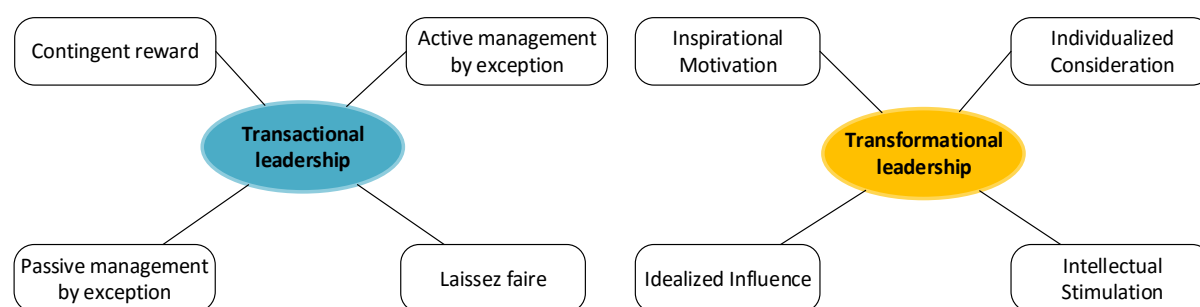 Contingent reward
Active management
by exception
Transactional
leadership
Passive management
by exception
Laissez faire
Inspirational
Motivation
Individualized
Consideration
Transformational
leadership
Idealized Influence
Intellectual
Stimulation